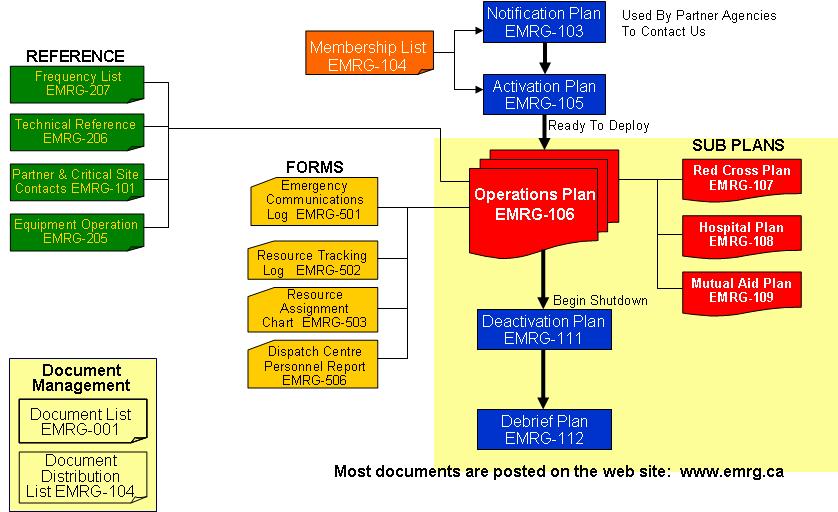 Notification Plan
EMRG-103
Used By Partner Agencies
To Contact Us
Membership List
EMRG-104
Activation Plan
EMRG-105
Ready To Deploy
REFERENCE
Frequency List
EMRG-207
Technical Reference
EMRG-206
Partner & Critical Site
Contacts EMRG-101
Equipment Operation
EMRG-205
FORMS
Emergency
Communications
Log EMRG-501
Resource Tracking
Log EMRG-502
Resource
Assignment
Chart EMRG-503
Dispatch Centre
Personnel Report
EMRG-506
Operations Plan
EMRG-106
SUB PLANS
Red Cross Plan
EMRG-107
Hospital Plan
EMRG-108
Mutual Aid Plan
EMRG-109
Begin Shutdown
Deactivation Plan
EMRG-111
Debrief Plan
EMRG-112
Document
Management
Document List
EMRG-001
Document
Distribution
List EMRG-104
Most documents are posted on the web site: www.emrg.ca